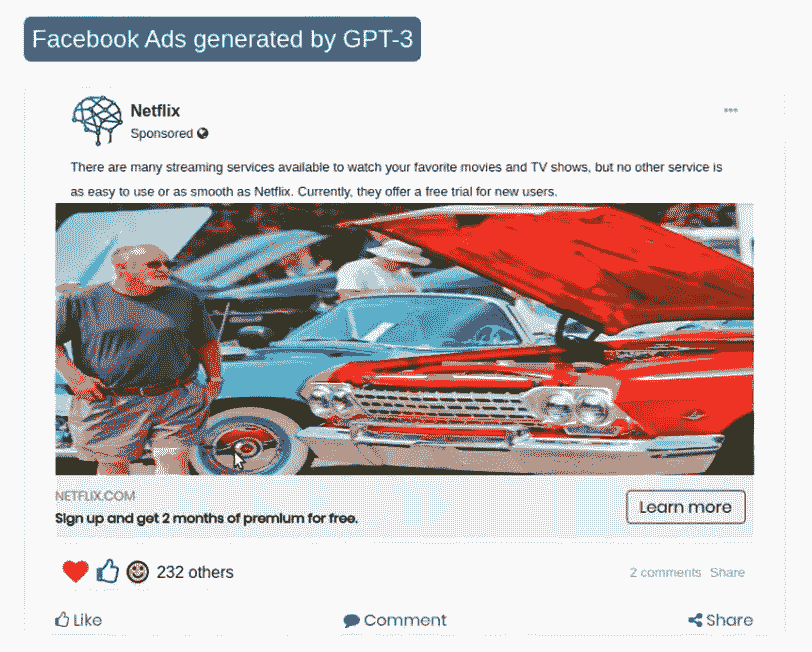 Facebook Ads generated by GPT-3
Netflix
Sponsored
There are many streaming services available to watch your favorite movies and TV shows, but no other service is
as easy to use or as smooth as Netflix. Currently, they offer a free trial for new users.
NETFLIX.COM
Sign up and get 2 months of premium for free.
Learn more
232 others
2 comments Share
Like
Comment
Share